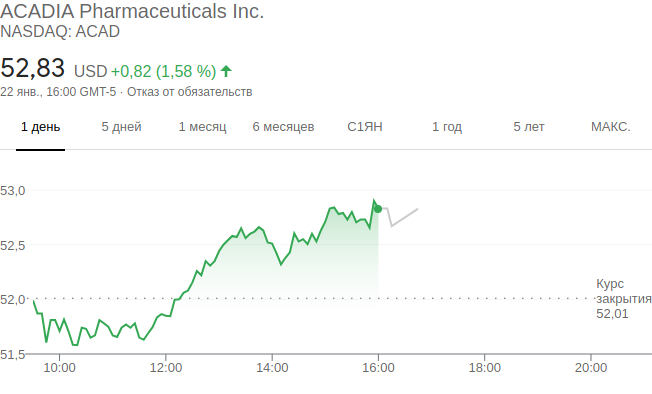 ACADIA Pharmaceuticals Inc.
NASDAQ: ACAD
52,83 USD +0,82 (1,58 %)
22 янв., 16:00 GMT-5 · Отказ от обязательств
1 день 5 дней 1 месяц 6 месяцев С1ЯН 1 год 5 лет МАКС.
53,0
52,5
Курс
52,0 закрытия
52,01
51,5
10:00 12:00 14:00 16:00 18:00 20:00